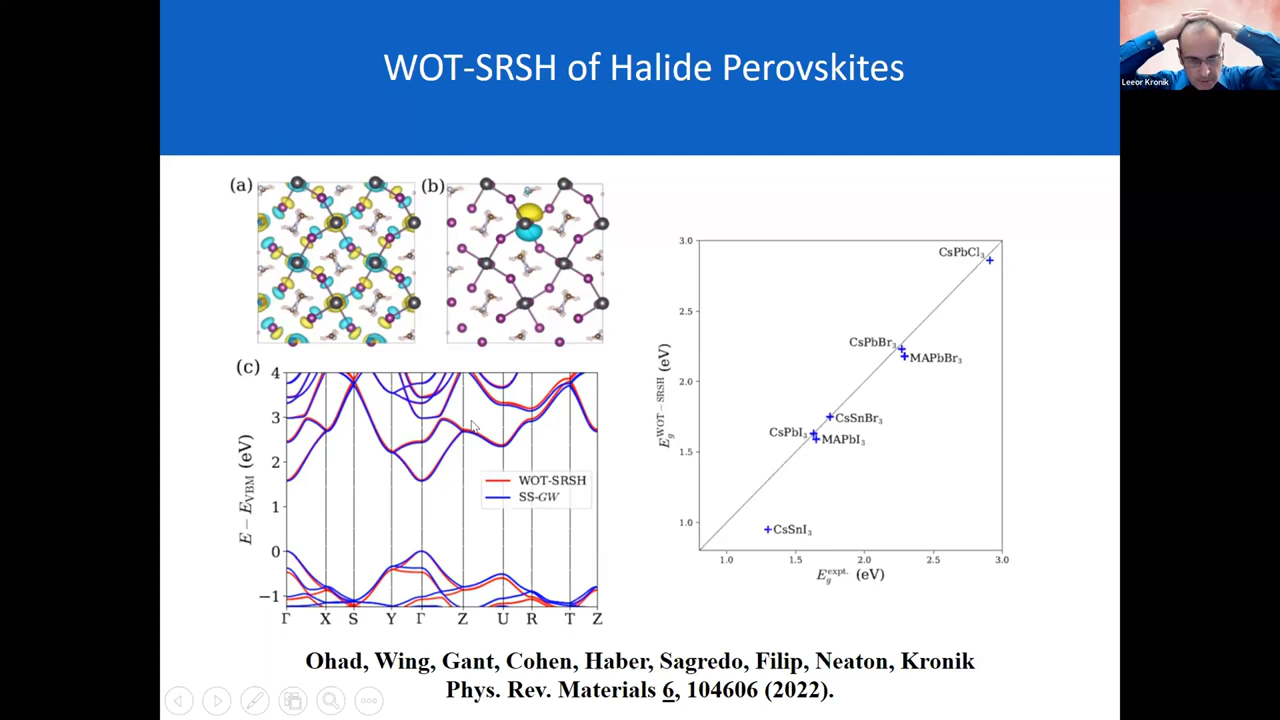 WOT-SRSH of Halide Perovskites
Leeor Kronik
(a)
(b)
(c)
4
3
2
1
0
−1
E − E_VBM (eV)
WOT-SRSH
SS-GW
Γ X S Y Γ Z U R T Z
3.0
2.5
2.0
1.5
1.0
E_g^WOT−SRSH (eV)
CsPbCl₃
CsPbBr₃
MAPbBr₃
CsSnBr₃
CsPbI₃
MAPbI₃
CsSnI₃
1.0 1.5 2.0 2.5 3.0
E_g^expt. (eV)
Ohad, Wing, Gant, Cohen, Haber, Sagredo, Filip, Neaton, Kronik
Phys. Rev. Materials 6, 104606 (2022).